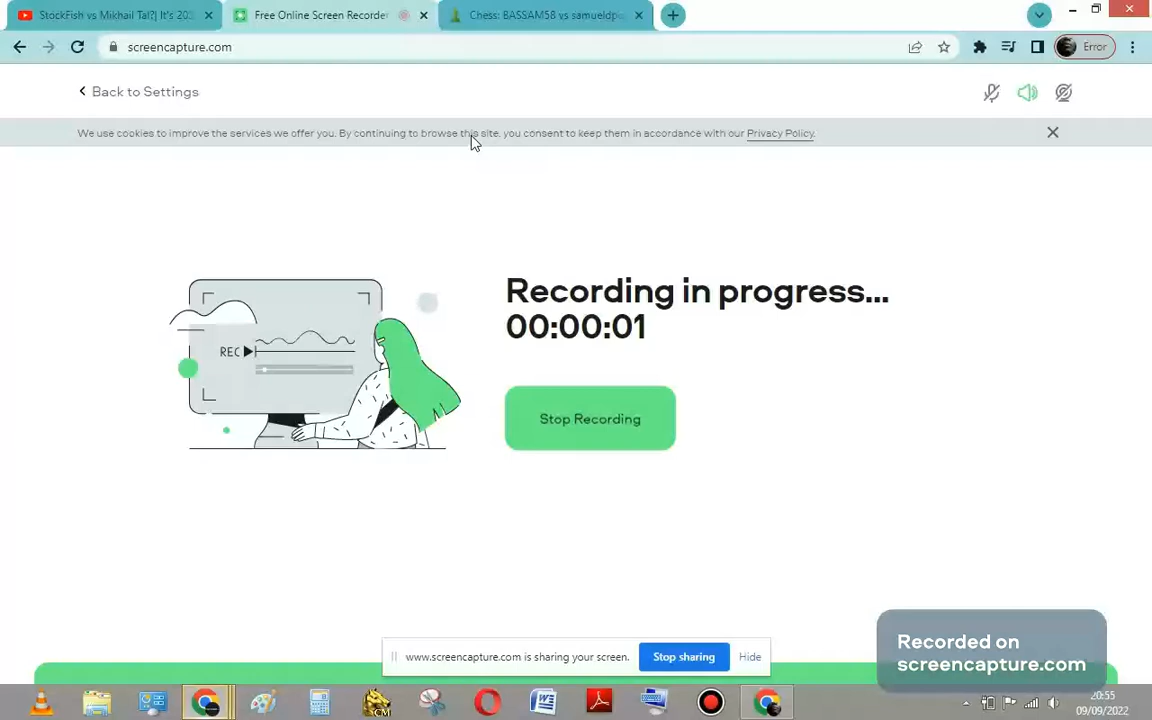 StockFish vs Mikhail Tal?| It's 202
Free Online Screen Recorder
Chess: BASSAM58 vs samueldp
screencapture.com
Error
Back to Settings
We use cookies to improve the services we offer you. By continuing to browse this site, you consent to keep them in accordance with our Privacy Policy.
Recording in progress...
00:00:01
REC
Stop Recording
www.screencapture.com is sharing your screen.
Stop sharing
Hide
Recorded on
screencapture.com
CM
20:55
09/09/2022